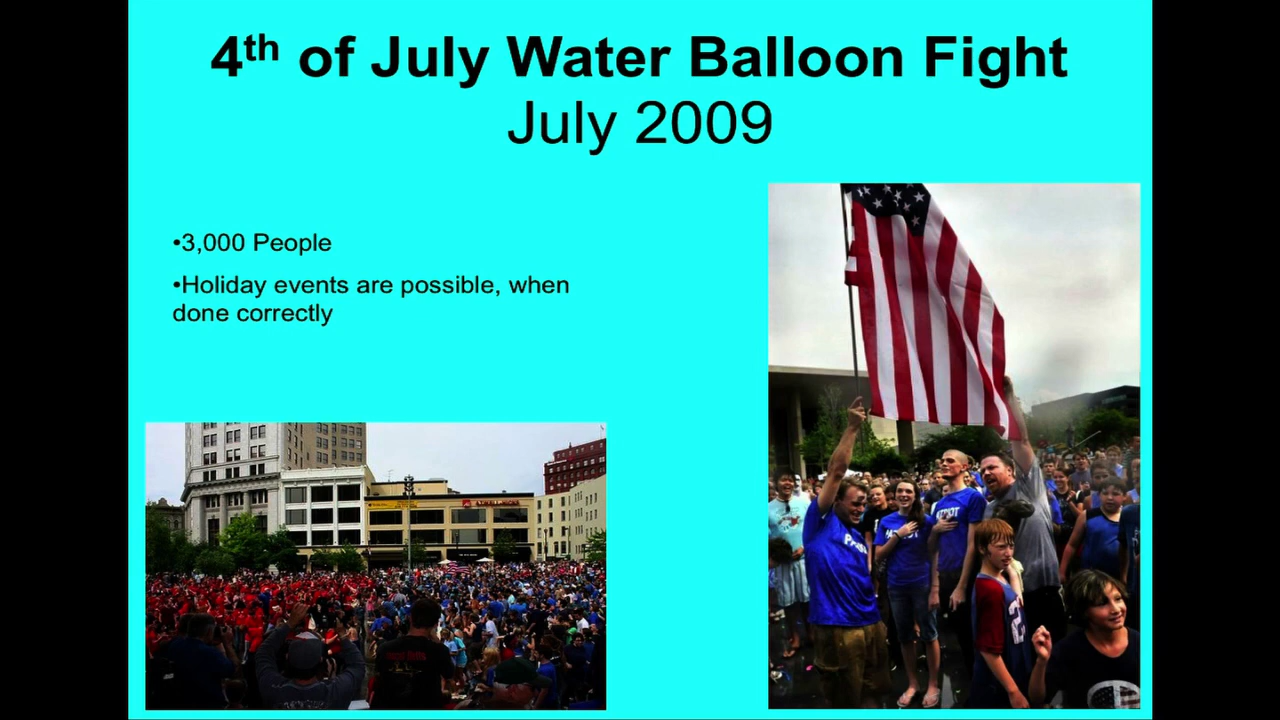 4th of July Water Balloon Fight
July 2009
•3,000 People
•Holiday events are possible, when
done correctly